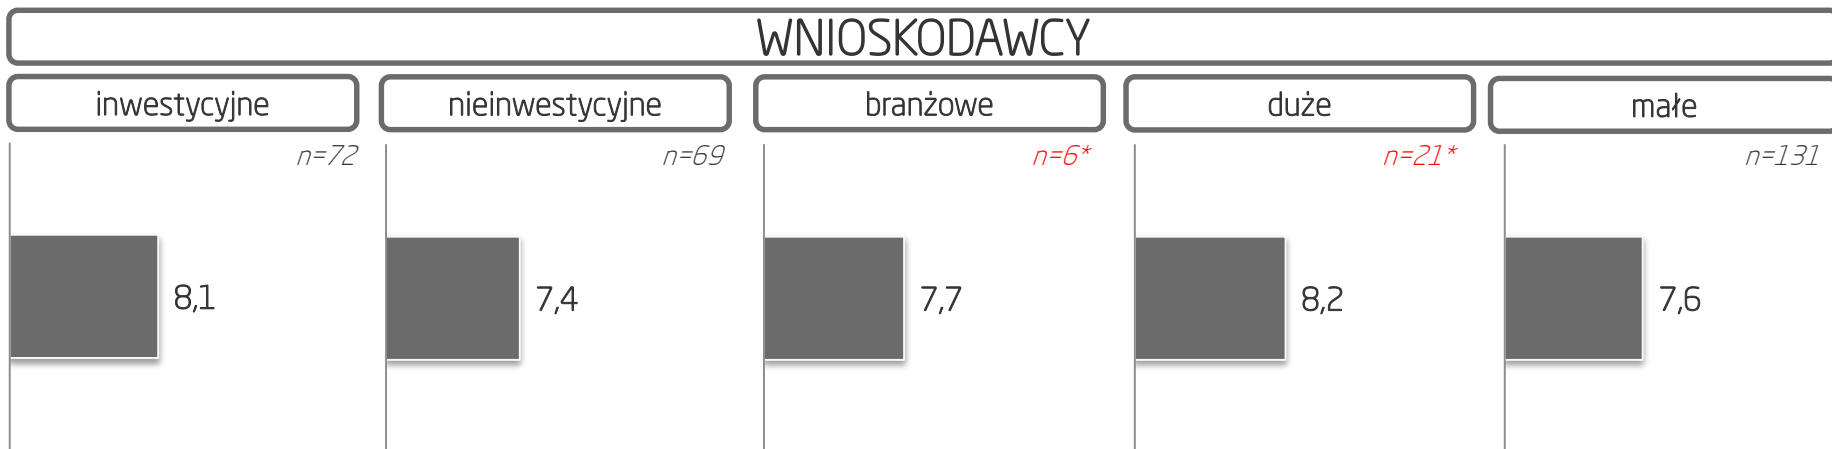 WNIOSKODAWCY
inwestycyjne nieinwestycyjne branżowe duże małe
n=72 n=69 n=6* n=21* n=131
8,1 7,4 7,7 8,2 7,6